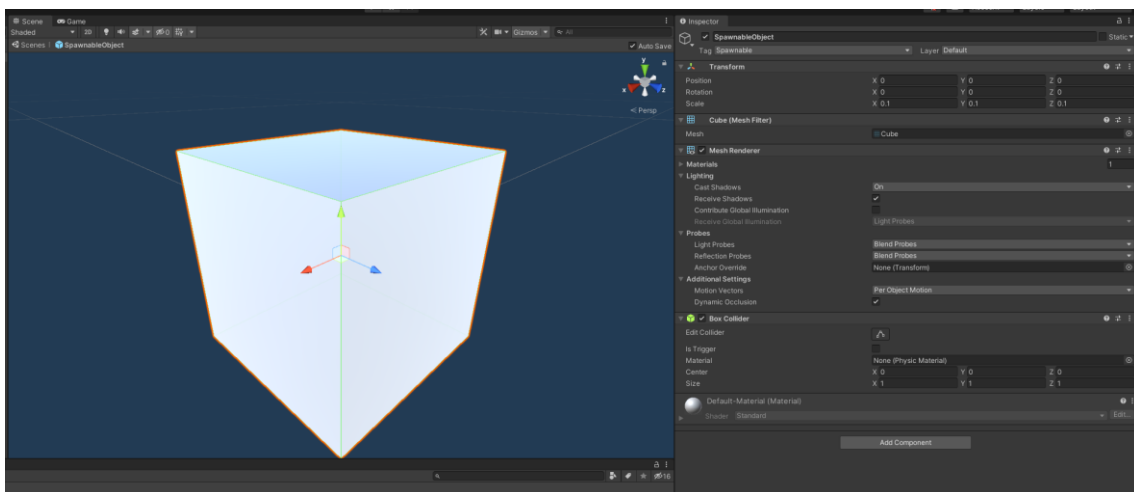 Scene Game
Shaded 2D 0 Gizmos All
Scenes SpawnableObject Auto Save
y
x z
< Persp
16
Inspector
SpawnableObject Static
Tag Spawnable Layer Default
Transform
Position X 0 Y 0 Z 0
Rotation X 0 Y 0 Z 0
Scale X 0.1 Y 0.1 Z 0.1
Cube (Mesh Filter)
Mesh Cube
Mesh Renderer
Materials 1
Lighting
Cast Shadows On
Receive Shadows
Contribute Global Illumination
Receive Global Illumination Light Probes
Probes
Light Probes Blend Probes
Reflection Probes Blend Probes
Anchor Override None (Transform)
Additional Settings
Motion Vectors Per Object Motion
Dynamic Occlusion
Box Collider
Edit Collider
Is Trigger
Material None (Physic Material)
Center X 0 Y 0 Z 0
Size X 1 Y 1 Z 1
Default-Material (Material)
Shader Standard Edit...
Add Component